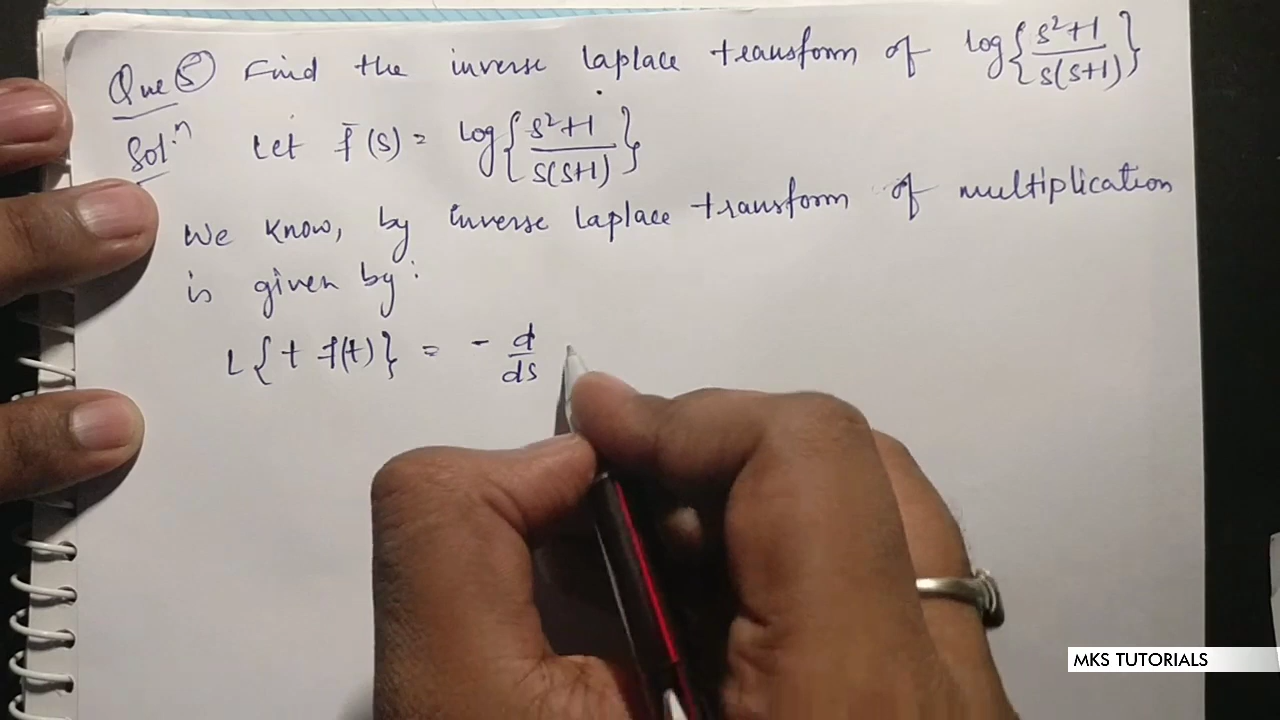 Que 5 Find the inverse laplace transform of log{s²+1/s(s+1)}
Sol.ⁿ Let f̄(s) = log{s²+1/s(s+1)}
We know, by inverse laplace transform of multiplication
is given by:
L{t f(t)} = - d/ds
MKS TUTORIALS